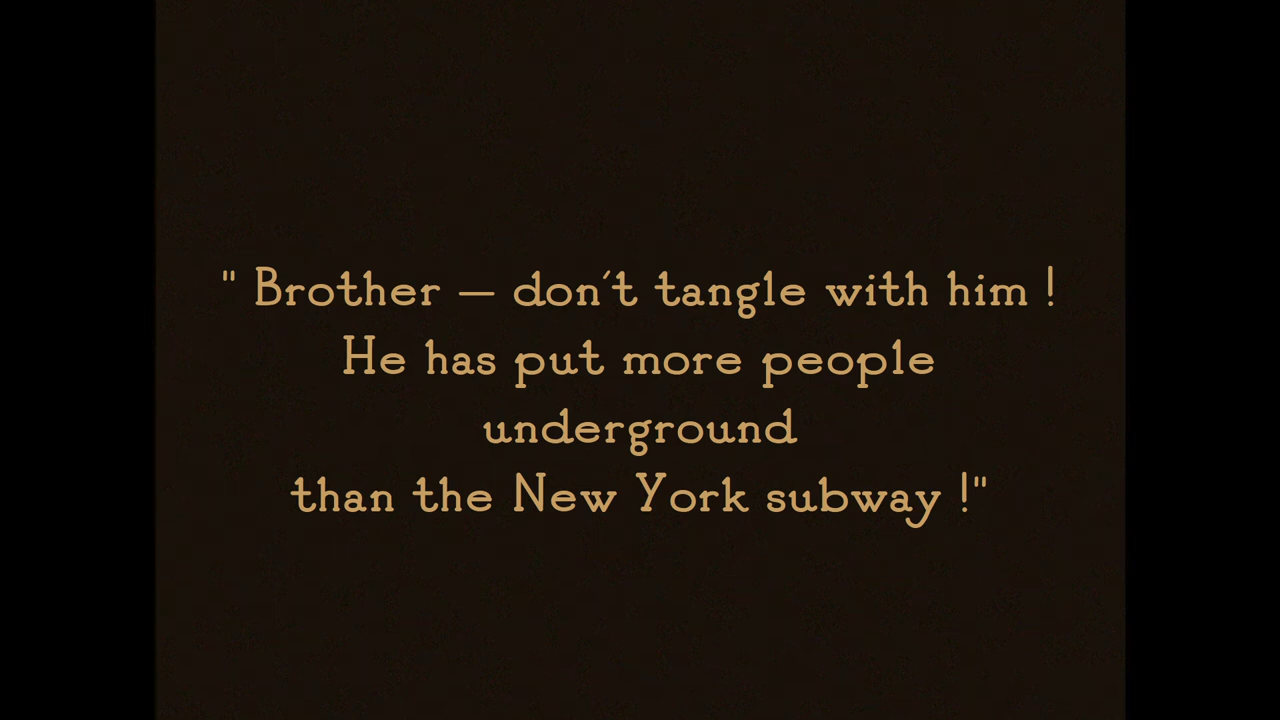 " Brother — don´t tangle with him !
He has put more people
underground
than the New York subway !"